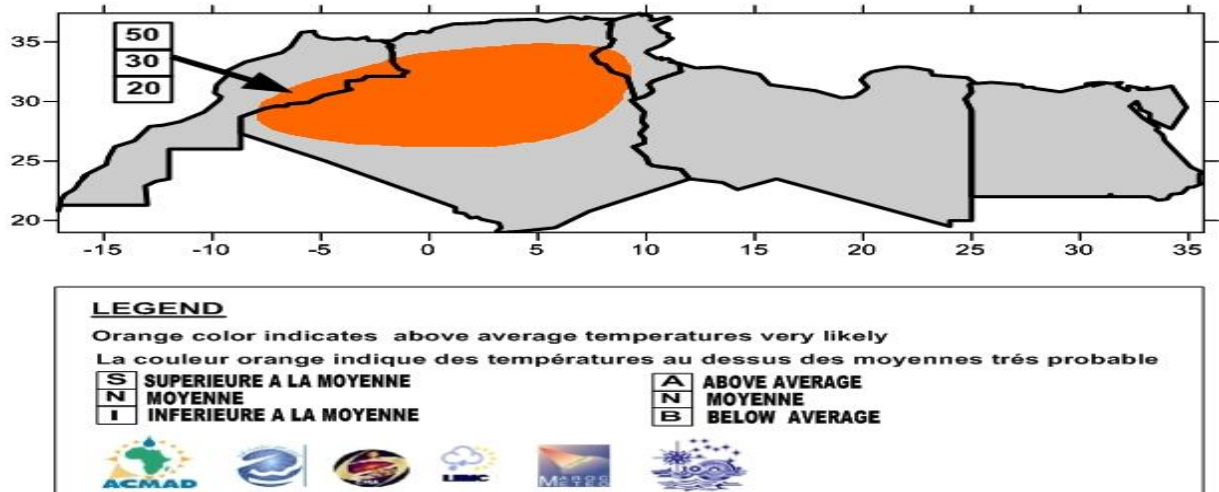 50
30
20
35
30
25
20
-15 -10 -5 0 5 10 15 20 25 30 35
LEGEND
Orange color indicates above average temperatures very likely
La couleur orange indique des températures au dessus des moyennes trés probable
S SUPERIEURE A LA MOYENNE
N MOYENNE
I INFERIEURE A LA MOYENNE
A ABOVE AVERAGE
N MOYENNE
B BELOW AVERAGE
ACMAD